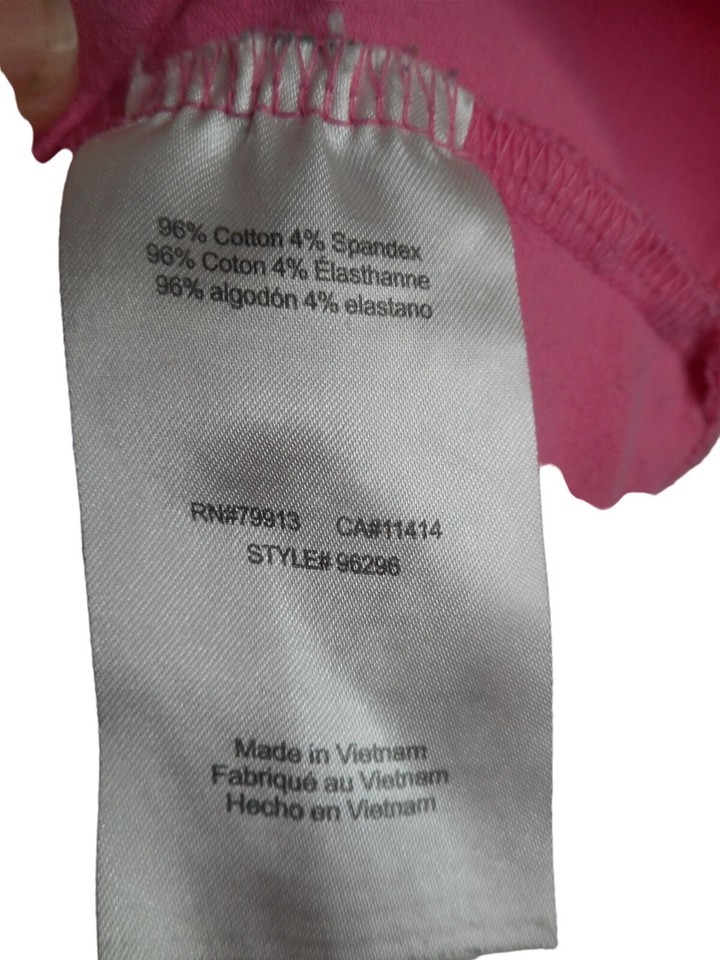 96% Cotton 4% Spandex
96% Coton 4% Élasthanne
96% algodón 4% elastano
RN#79913 CA#11414
STYLE# 96296
Made in Vietnam
Fabriqué au Vietnam
Hecho en Vietnam